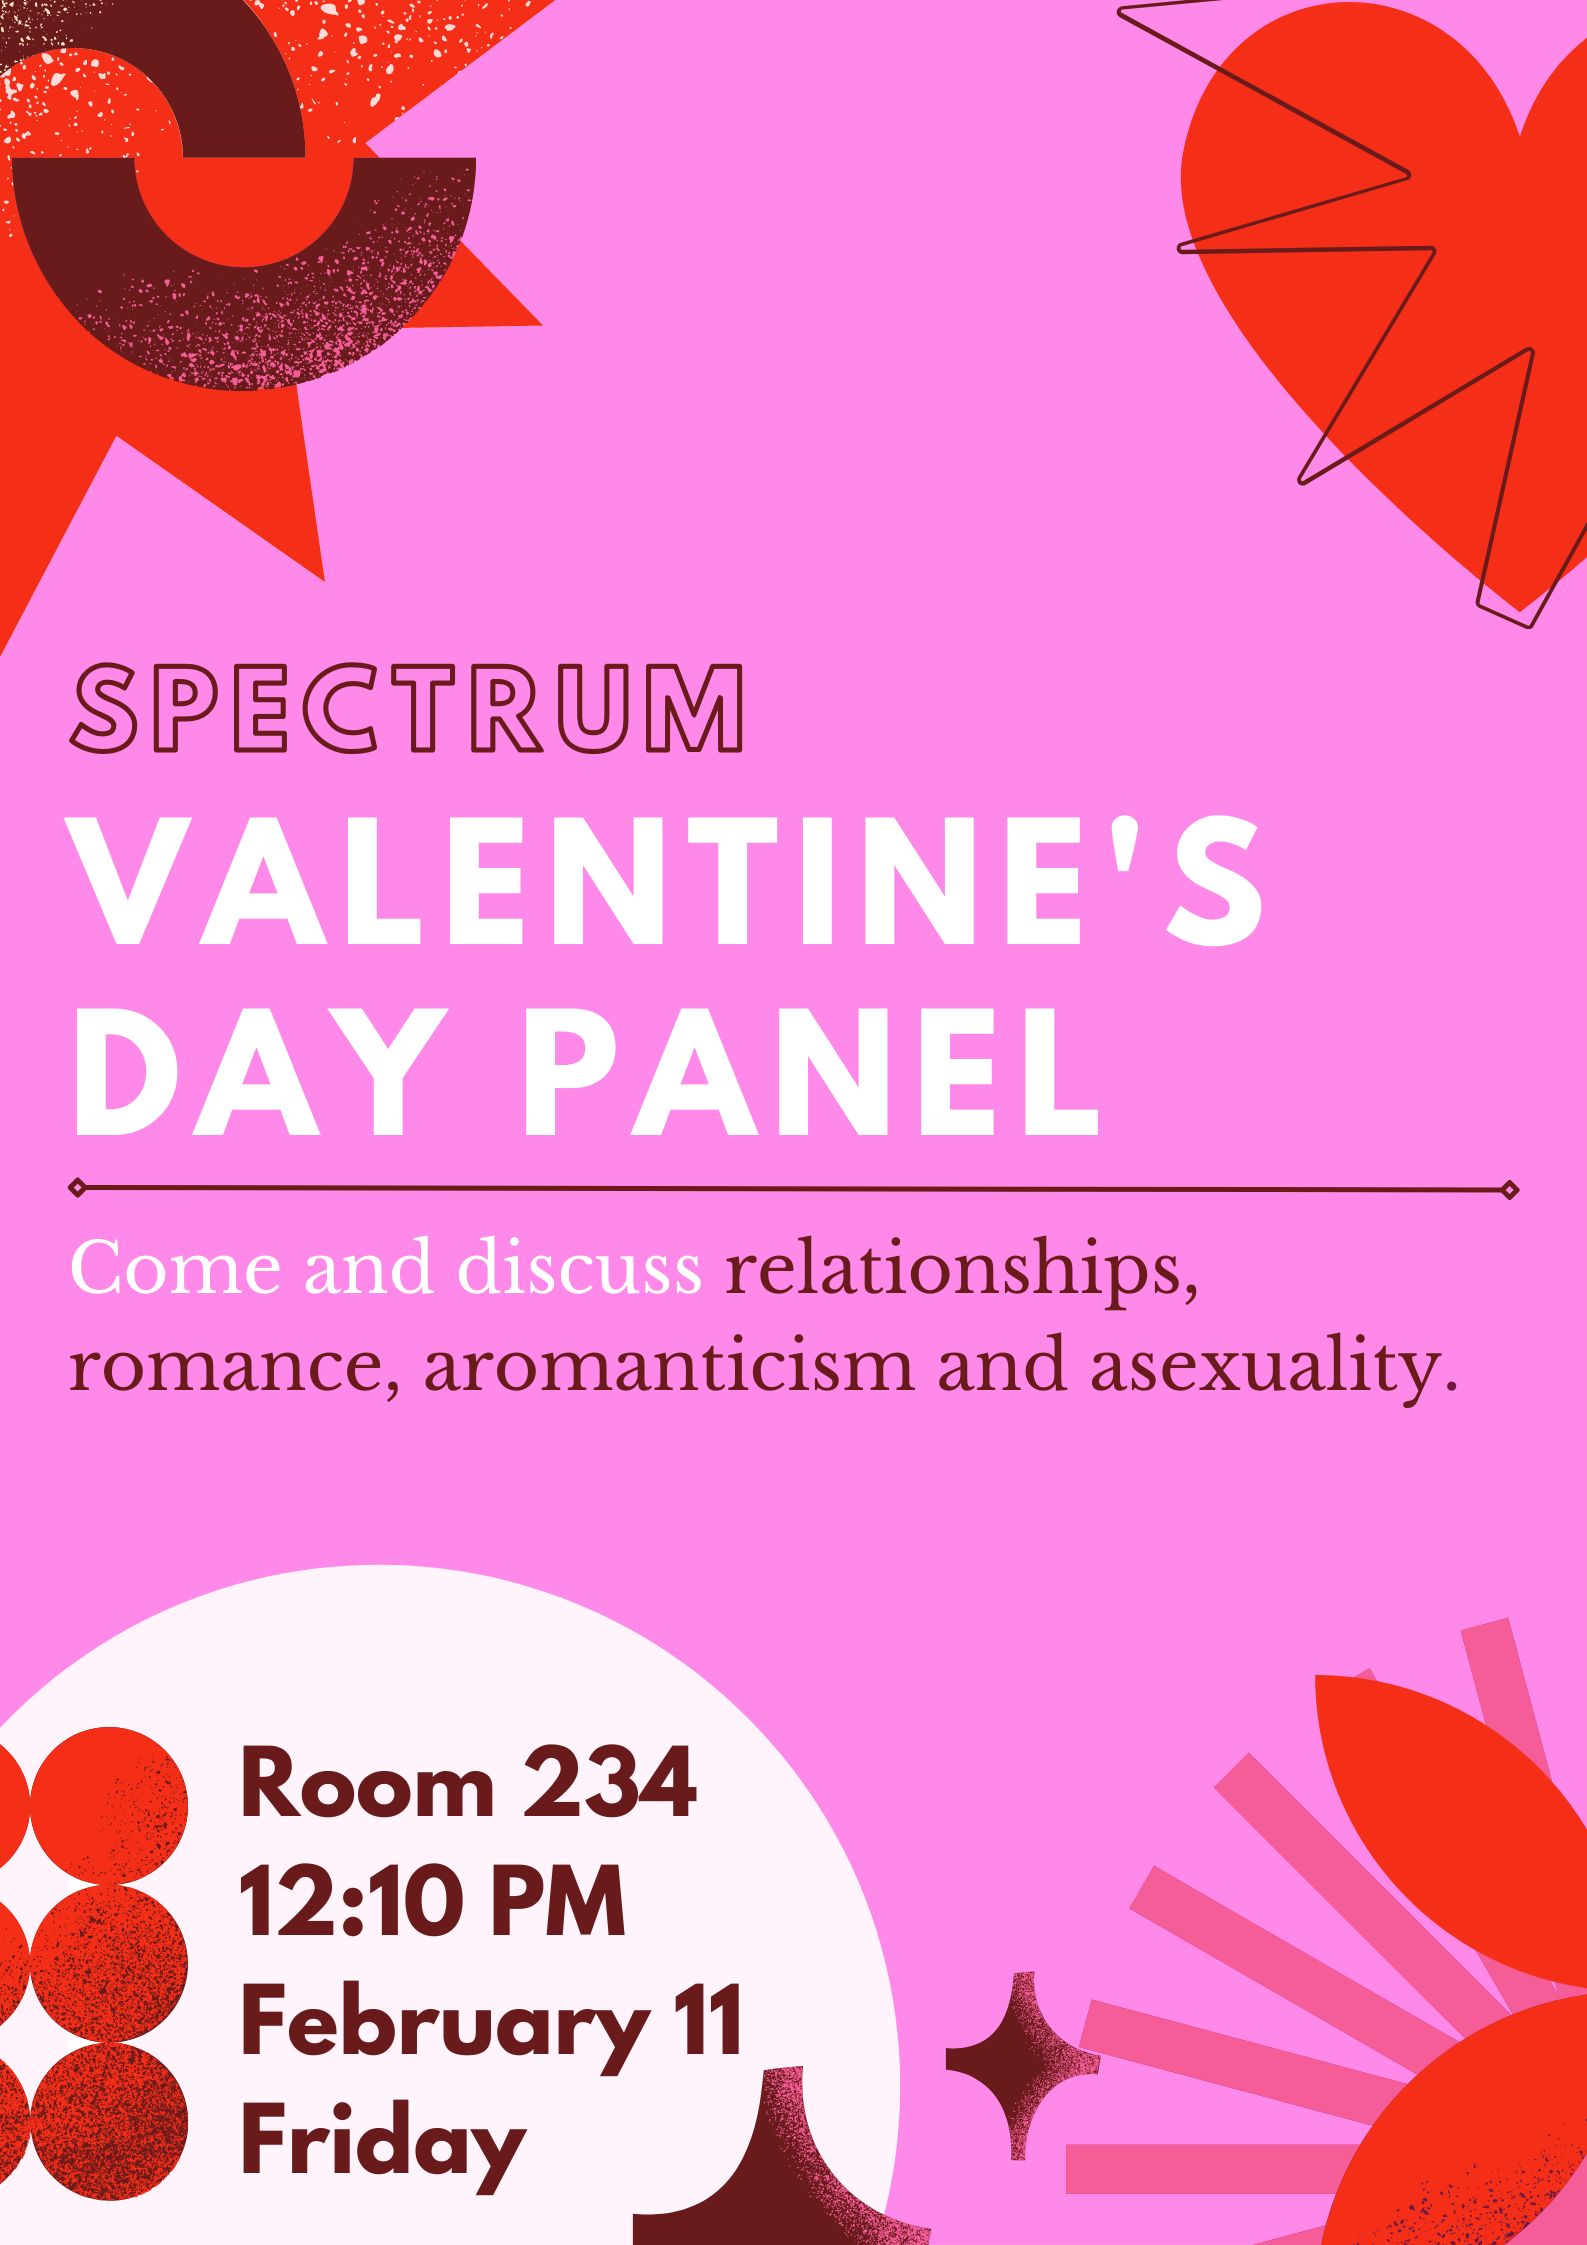 SPECTRUM
VALENTINE'S
DAY PANEL
Come and discuss relationships,
romance, aromanticism and asexuality.
Room 234
12:10 PM
February 11
Friday